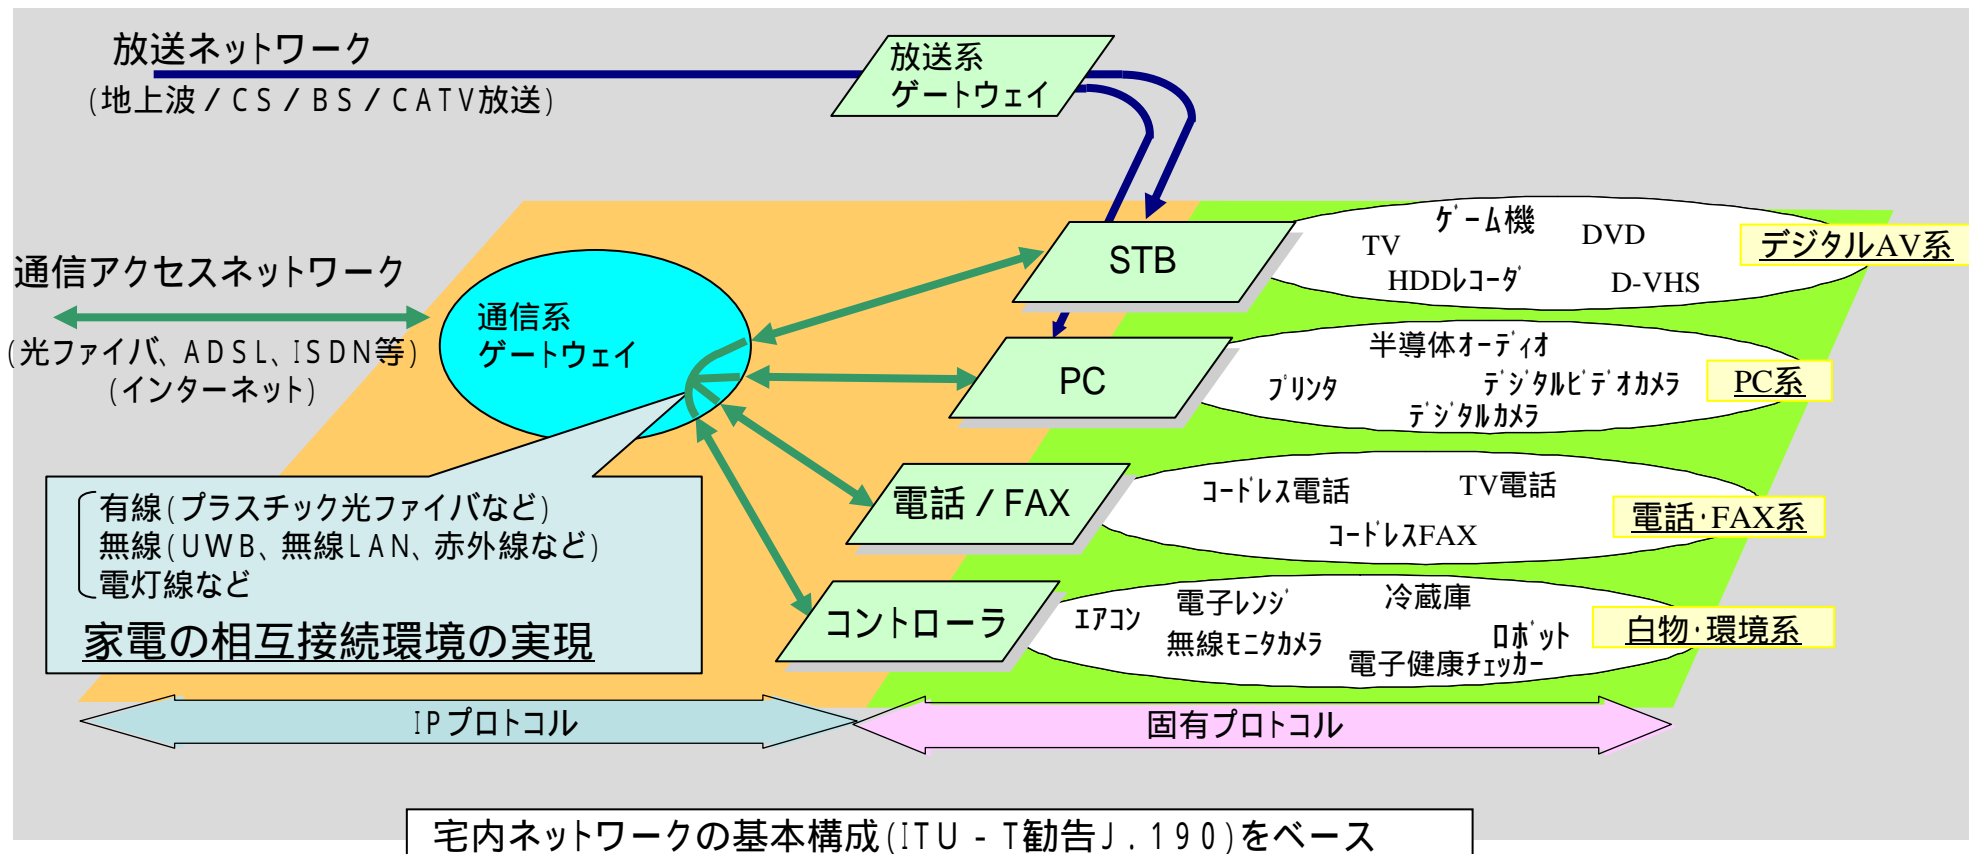 放送ネットワーク
(地上波／CS／BS／CATV放送)
放送系
ゲートウェイ
通信アクセスネットワーク
(光ファイバ、ADSL、ISDN等)
(インターネット)
通信系
ゲートウェイ
STB
ｹﾞｰﾑ機
TV
DVD
HDDﾚｺｰﾀﾞ
D-VHS
デジタルAV系
PC
半導体ｵｰﾃﾞｨｵ
ﾌﾟﾘﾝﾀ
ﾃﾞｼﾞﾀﾙﾋﾞﾃﾞｵｶﾒﾗ
ﾃﾞｼﾞﾀﾙｶﾒﾗ
PC系
電話／FAX
ｺｰﾄﾞﾚｽ電話
TV電話
ｺｰﾄﾞﾚｽFAX
電話・FAX系
コントローラ
ｴｱｺﾝ
電子ﾚﾝｼﾞ
冷蔵庫
無線ﾓﾆﾀｶﾒﾗ
ﾛﾎﾞｯﾄ
電子健康ﾁｪｯｶｰ
白物・環境系
有線(プラスチック光ファイバなど)
無線(UWB、無線LAN、赤外線など)
電灯線など
家電の相互接続環境の実現
IPプロトコル
固有プロトコル
宅内ネットワークの基本構成(ITU-T勧告J.190)をベース